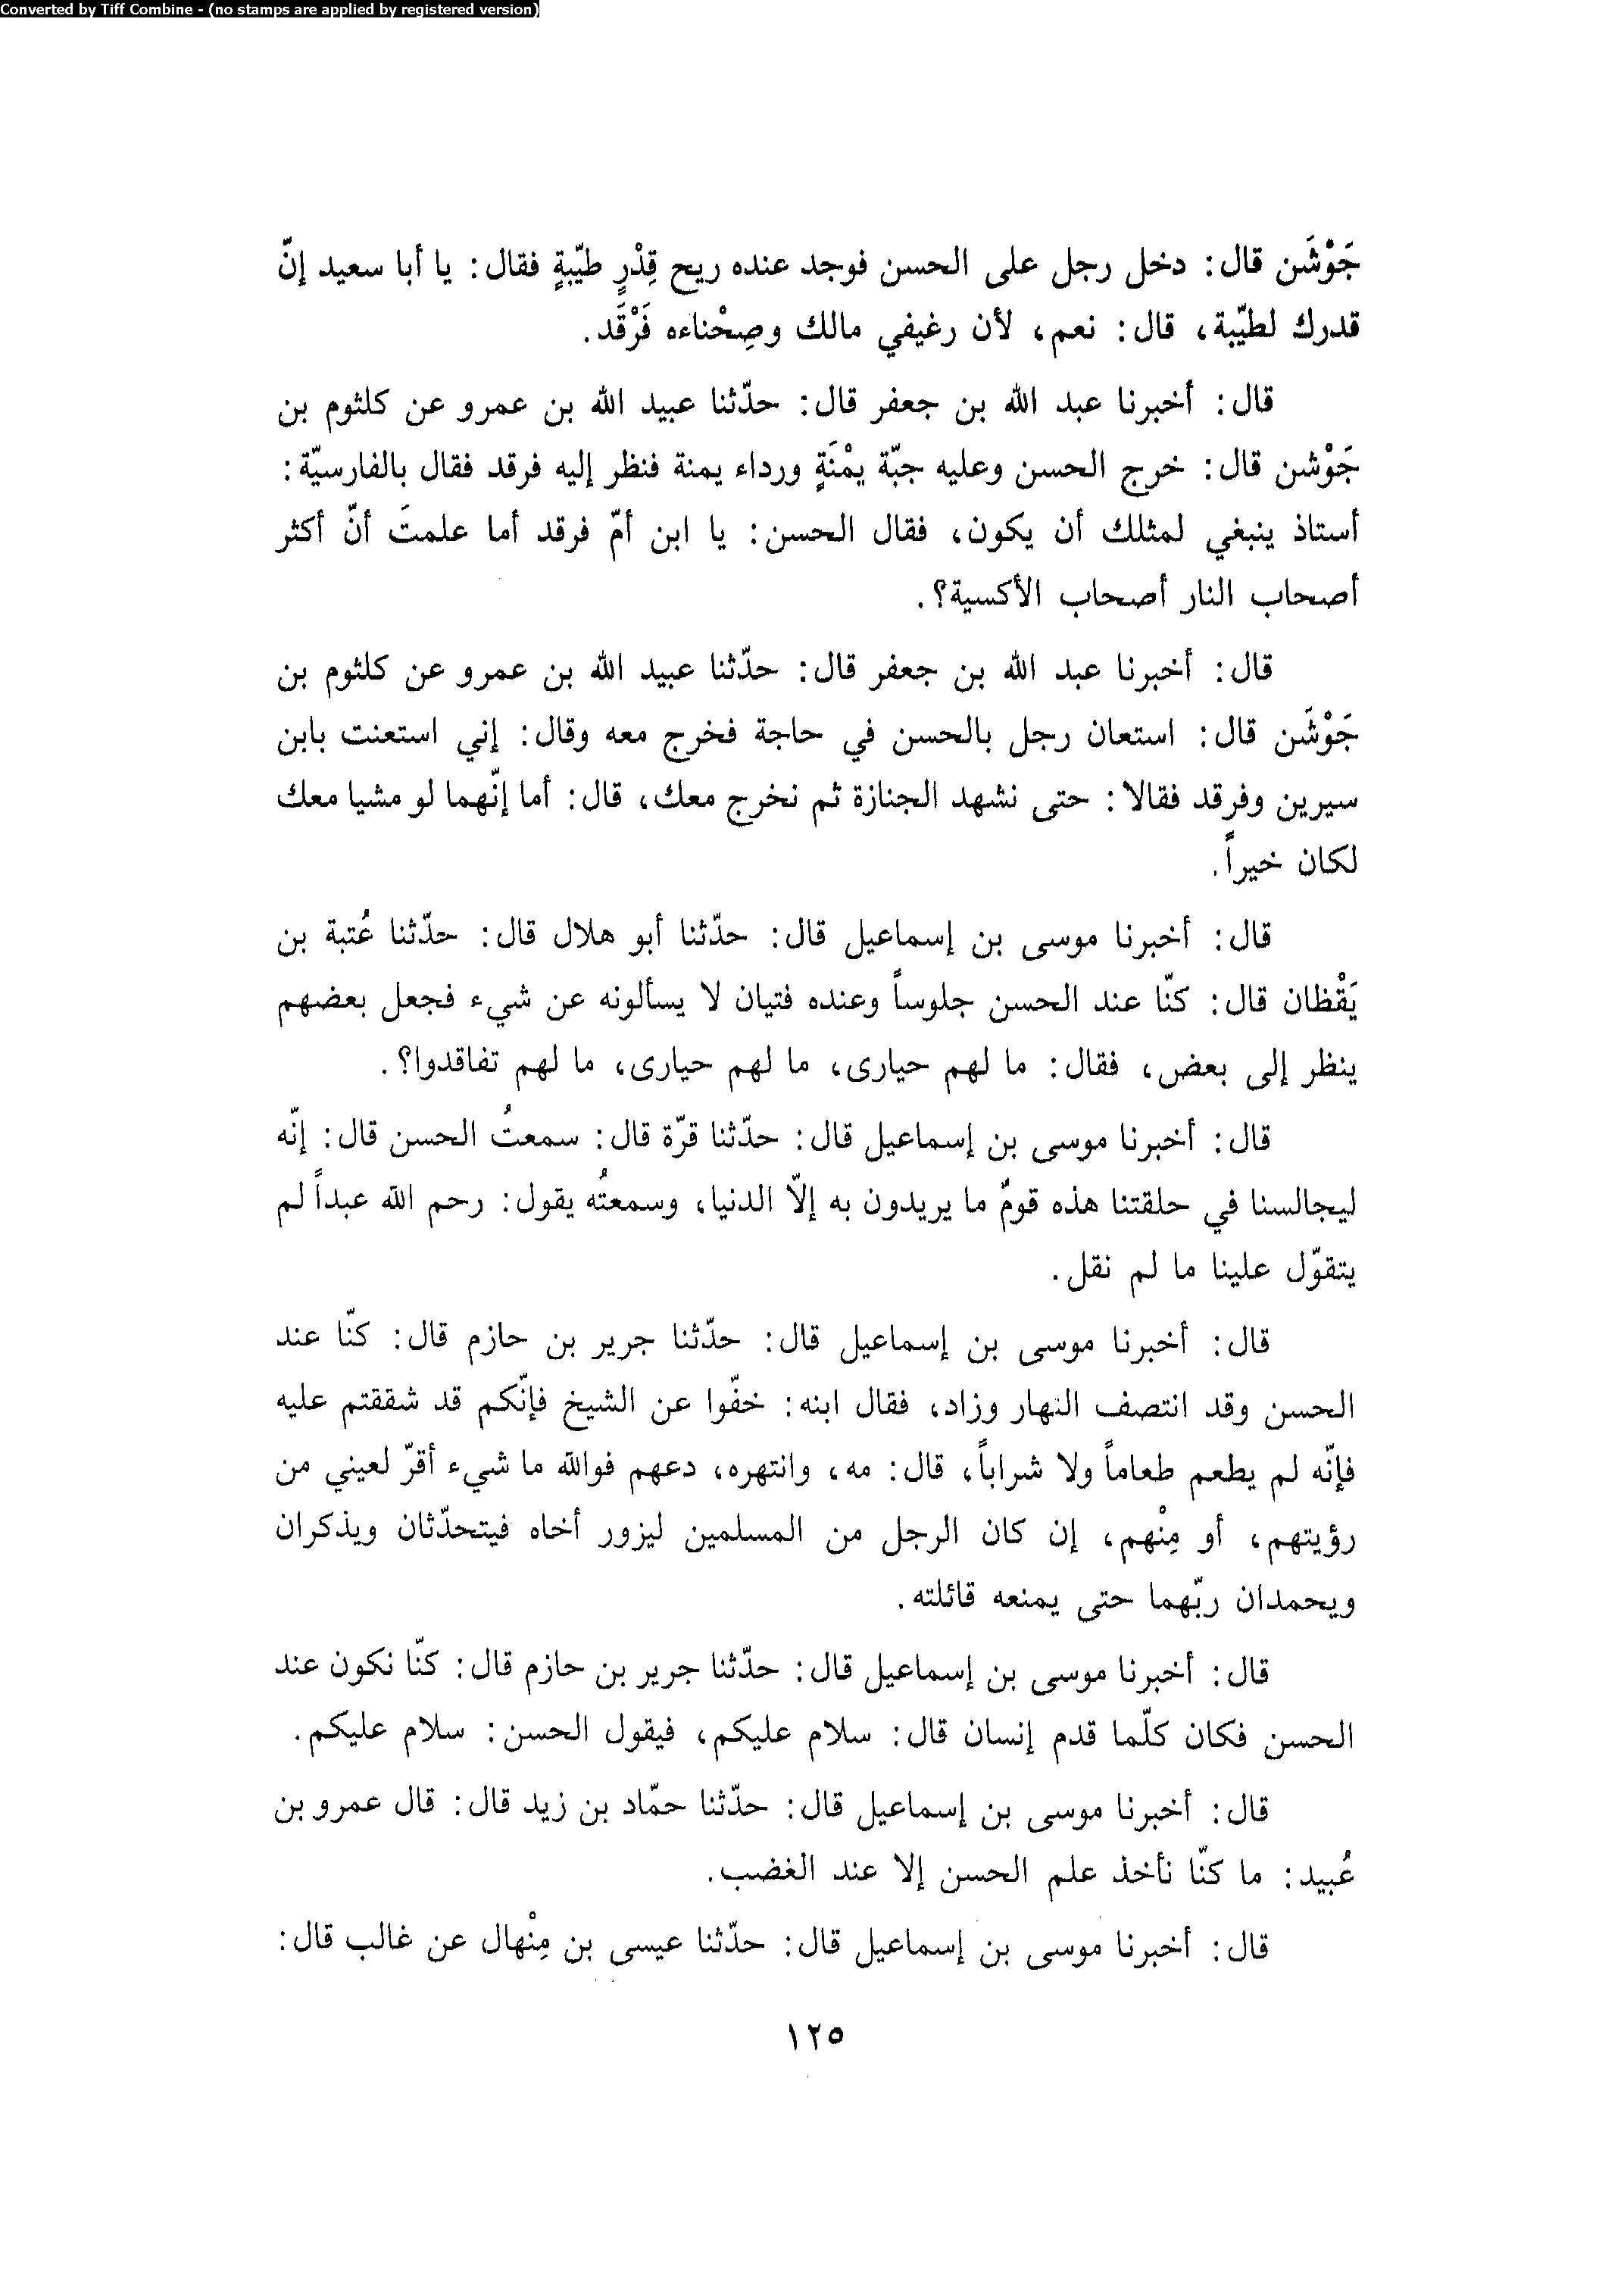 Converted by Tiff Combine - (no stamps are applied by registered version)
جَوْشَن قال: دخل رجل على الحسن فوجد عنده ريح قِدْرٍ طيّبةٍ فقال: يا أبا سعيد إنّ
قدرك لطيّبة، قال: نعم، لأن رغيفي مالك وصِحْناءه فَرْقَد.
قال: أخبرنا عبد الله بن جعفر قال: حدّثنا عبيد الله بن عمرو عن كلثوم بن
جَوْشن قال: خرج الحسن وعليه جبّة يمْنَةٍ ورداء يمنة فنظر إليه فرقد فقال بالفارسيّة:
أستاذ ينبغي لمثلك أن يكون، فقال الحسن: يا ابن أمّ فرقد أما علمتَ أنّ أكثر
أصحاب النار أصحاب الأكسية؟.
قال: أخبرنا عبد الله بن جعفر قال: حدّثنا عبيد الله بن عمرو عن كلثوم بن
جَوْشَن قال: استعان رجل بالحسن في حاجة فخرج معه وقال: إني استعنت بابن
سيرين وفرقد فقالا: حتى نشهد الجنازة ثم نخرج معك، قال: أما إنّهما لو مشيا معك
لكان خيراً.
قال: أخبرنا موسى بن إسماعيل قال: حدّثنا أبو هلال قال: حدّثنا عُتبة بن
يَقْظان قال: كنّا عند الحسن جلوساً وعنده فتيان لا يسألونه عن شيء فجعل بعضهم
ينظر إلى بعض، فقال: ما لهم حيارى، ما لهم حيارى، ما لهم تفاقدوا؟.
قال: أخبرنا موسى بن إسماعيل قال: حدّثنا قرّة قال: سمعتُ الحسن قال: إنّه
ليجالسنا في حلقتنا هذه قومٌ ما يريدون به إلاّ الدنيا، وسمعتُه يقول: رحم الله عبداً لم
يتقوّل علينا ما لم نقل.
قال: أخبرنا موسى بن إسماعيل قال: حدّثنا جرير بن حازم قال: كنّا عند
الحسن وقد انتصف النهار وزاد، فقال ابنه: خفّوا عن الشيخ فإنّكم قد شققتم عليه
فإنّه لم يطعم طعاماً ولا شراباً، قال: مه، وانتهره، دعهم فوالله ما شيء أقرّ لعيني من
رؤيتهم، أو مِنْهم، إن كان الرجل من المسلمين ليزور أخاه فيتحدّثان ويذكران
ويحمدان ربّهما حتى يمنعه قائلته.
قال: أخبرنا موسى بن إسماعيل قال: حدّثنا جرير بن حازم قال: كنّا نكون عند
الحسن فكان كلّما قدم إنسان قال: سلام عليكم، فيقول الحسن: سلام عليكم.
قال: أخبرنا موسى بن إسماعيل قال: حدّثنا حمّاد بن زيد قال: قال عمرو بن
عُبيد: ما كنّا نأخذ علم الحسن إلا عند الغضب.
قال: أخبرنا موسى بن إسماعيل قال: حدّثنا عيسى بن مِنْهال عن غالب قال:
١٢٥